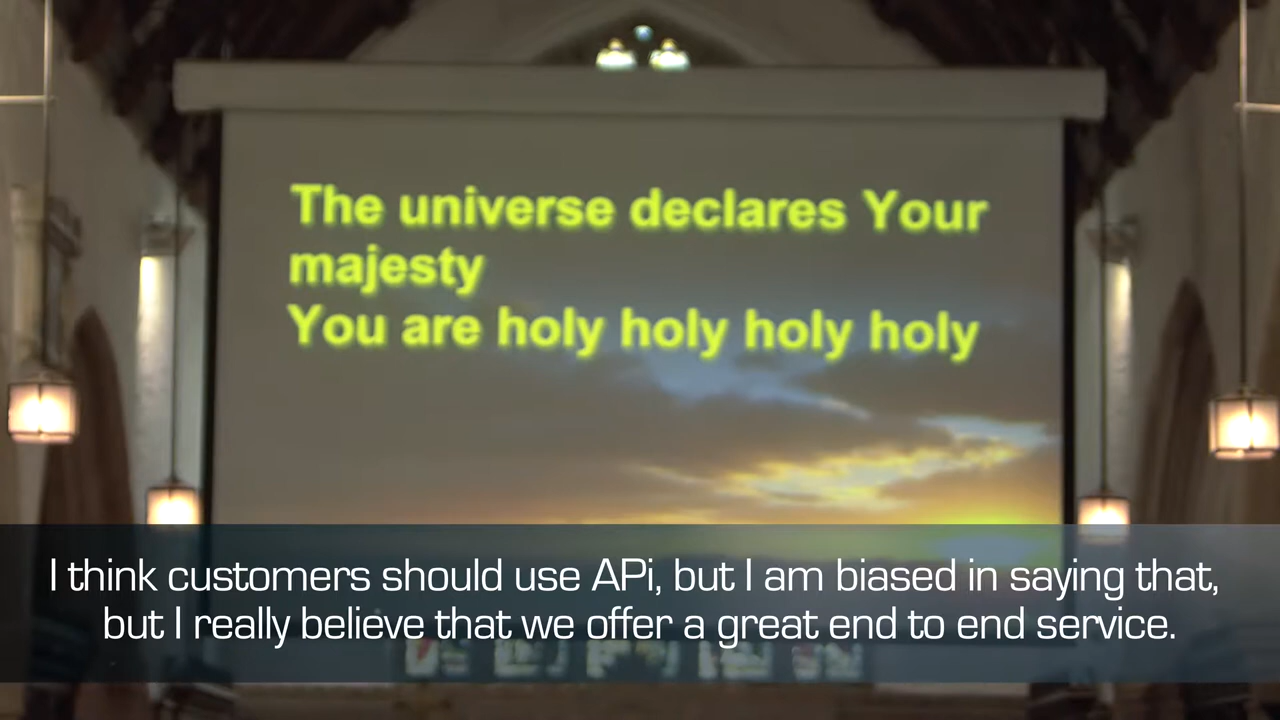 The universe declares Your
majesty
You are holy holy holy holy
I think customers should use APi, but I am biased in saying that,
but I really believe that we offer a great end to end service.